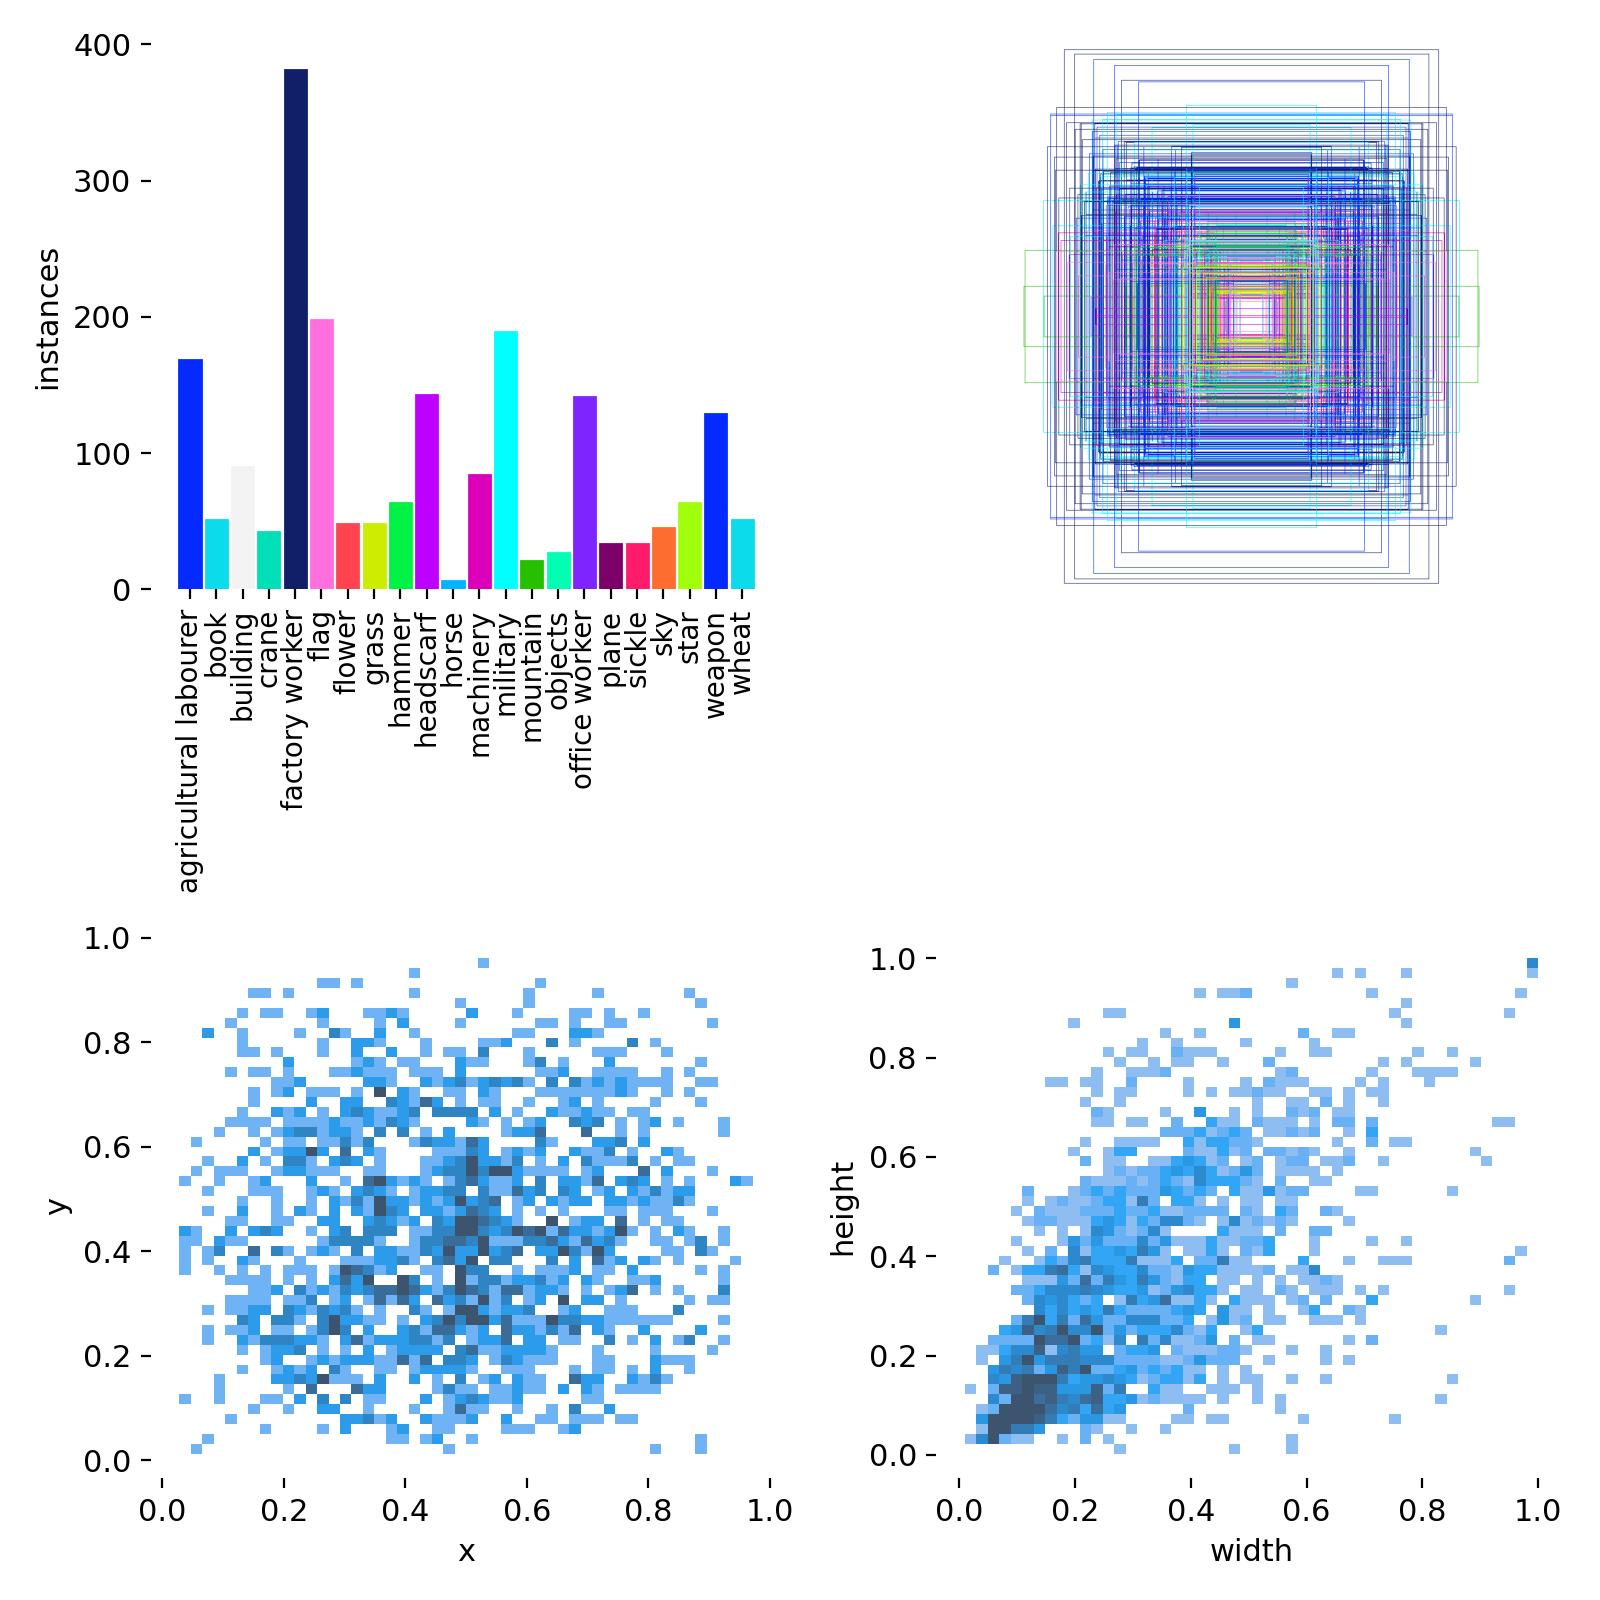 400
300
200
100
0
instances
agricultural labourer
book
building
crane
factory worker
flag
flower
grass
hammer
headscarf
horse
machinery
military
mountain
objects
office worker
plane
sickle
sky
star
weapon
wheat
1.0
0.8
0.6
0.4
0.2
0.0
y
0.0 0.2 0.4 0.6 0.8 1.0
x
1.0
0.8
0.6
0.4
0.2
0.0
height
0.0 0.2 0.4 0.6 0.8 1.0
width